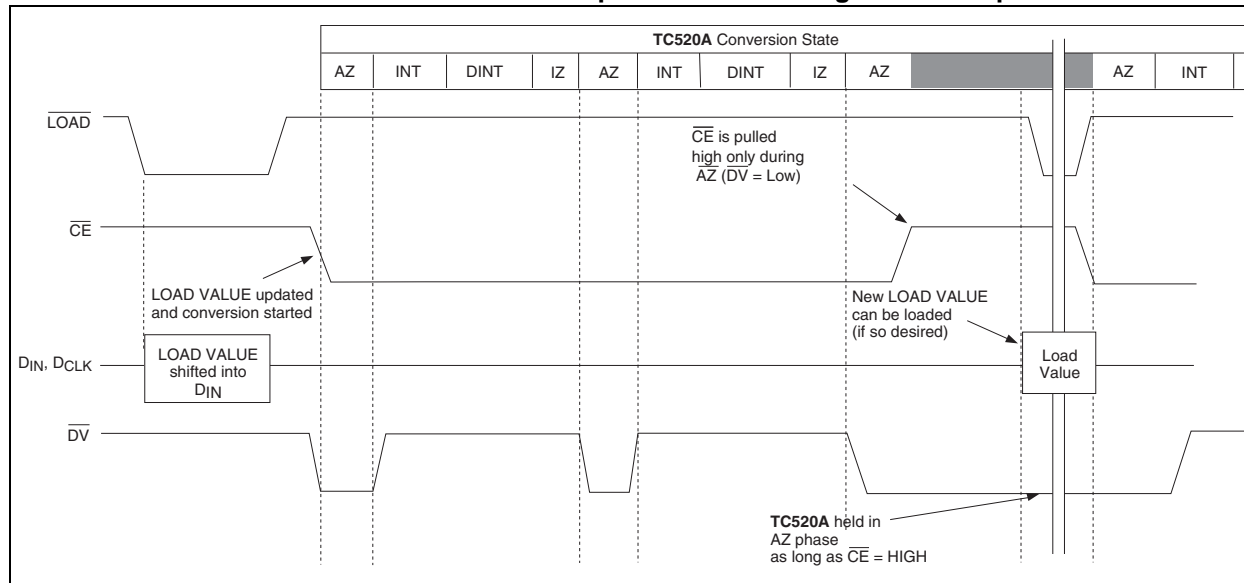 TC520A Conversion State
AZ INT DINT IZ AZ INT DINT IZ AZ AZ INT
LOAD
CE is pulled
high only during
AZ (DV = Low)
CE
LOAD VALUE updated
and conversion started
New LOAD VALUE
can be loaded
(if so desired)
DIN, DCLK
LOAD VALUE
shifted into
DIN
Load
Value
DV
TC520A held in
AZ phase
as long as CE = HIGH